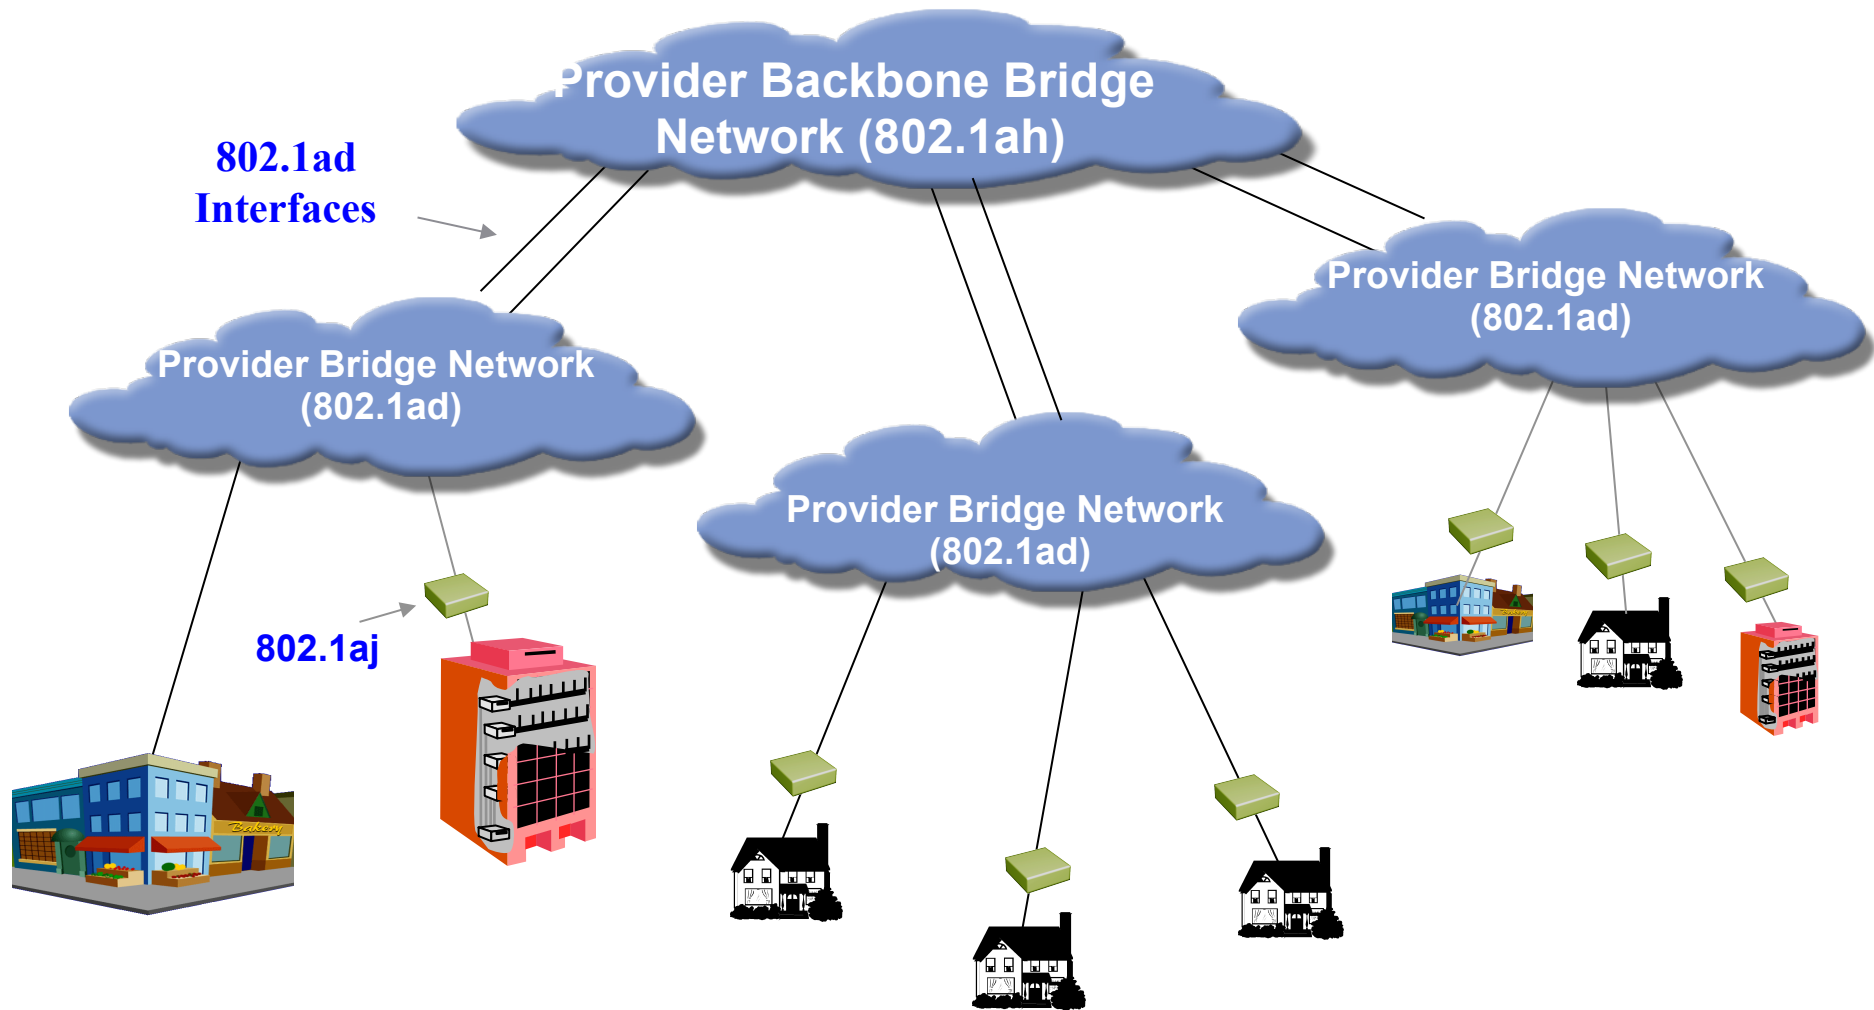 Provider Backbone Bridge
Network (802.1ah)
802.1ad
Interfaces
Provider Bridge Network
(802.1ad)
Provider Bridge Network
(802.1ad)
Provider Bridge Network
(802.1ad)
802.1aj
Bakery
Bakery